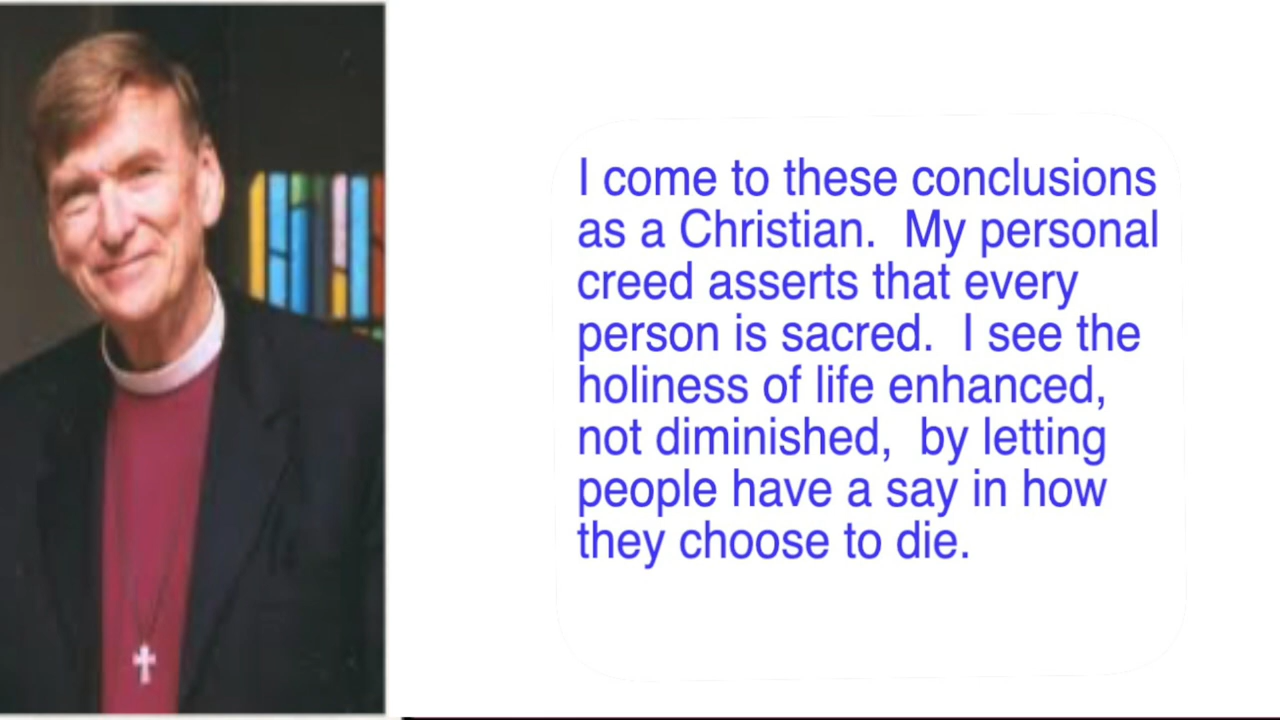 I come to these conclusions
as a Christian.  My personal
creed asserts that every
person is sacred.  I see the
holiness of life enhanced,
not diminished,  by letting
people have a say in how
they choose to die.